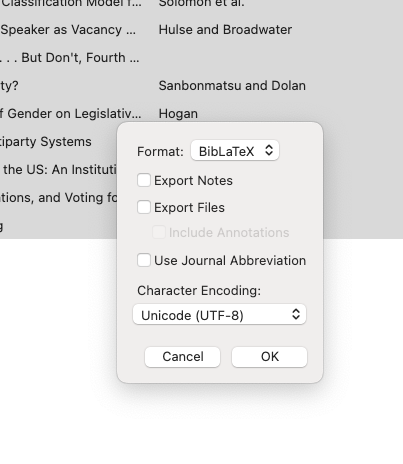 Classification Model f... Solomon et al.
Speaker as Vacancy ... Hulse and Broadwater
. . . But Don't, Fourth ...
ty? Sanbonmatsu and Dolan
f Gender on Legislativ... Hogan
tiparty Systems
the US: An Instituti
tions, and Voting fo
g
Format: BibLaTeX
Export Notes
Export Files
Include Annotations
Use Journal Abbreviation
Character Encoding:
Unicode (UTF-8)
Cancel OK